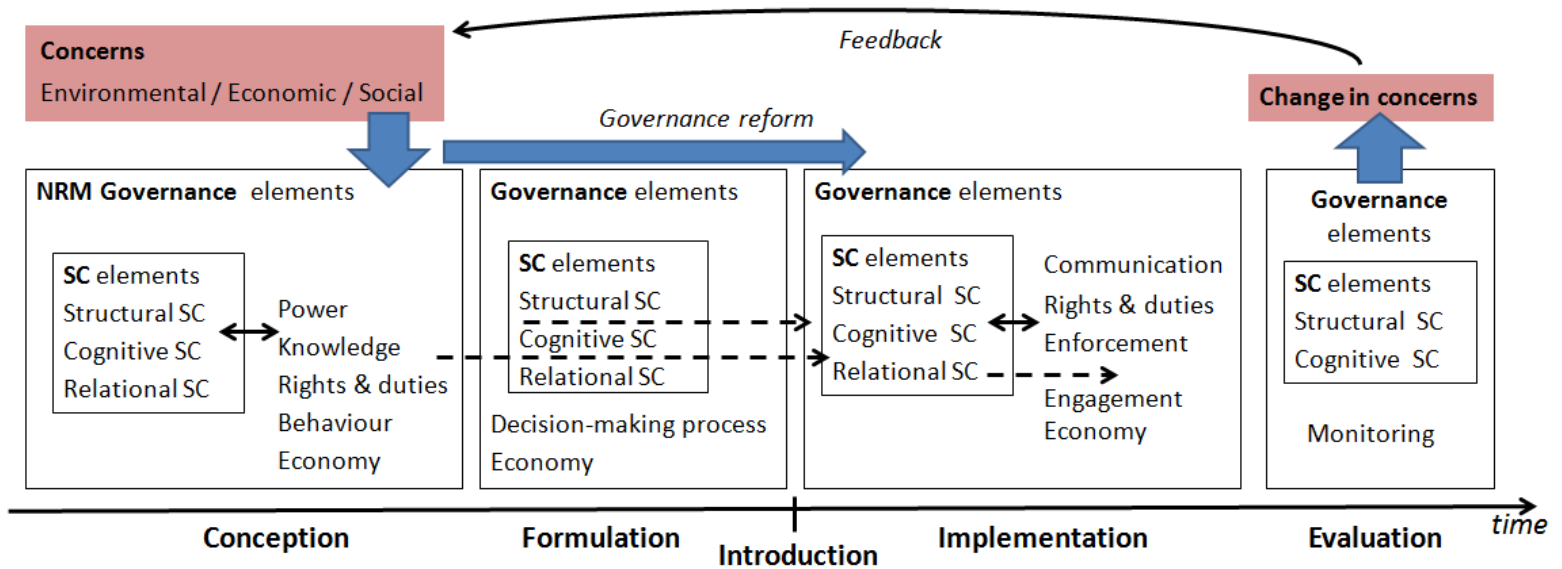 Concerns
Environmental / Economic / Social
Feedback
Change in concerns
Governance reform
NRM Governance elements
SC elements
Structural SC
Cognitive SC
Relational SC
Power
Knowledge
Rights & duties
Behaviour
Economy
Governance elements
SC elements
Structural SC
Cognitive SC
Relational SC
Decision-making process
Economy
Governance elements
SC elements
Structural SC
Cognitive SC
Relational SC
Communication
Rights & duties
Enforcement
Engagement
Economy
Governance
elements
SC elements
Structural SC
Cognitive SC
Monitoring
time
Conception
Formulation
Introduction
Implementation
Evaluation